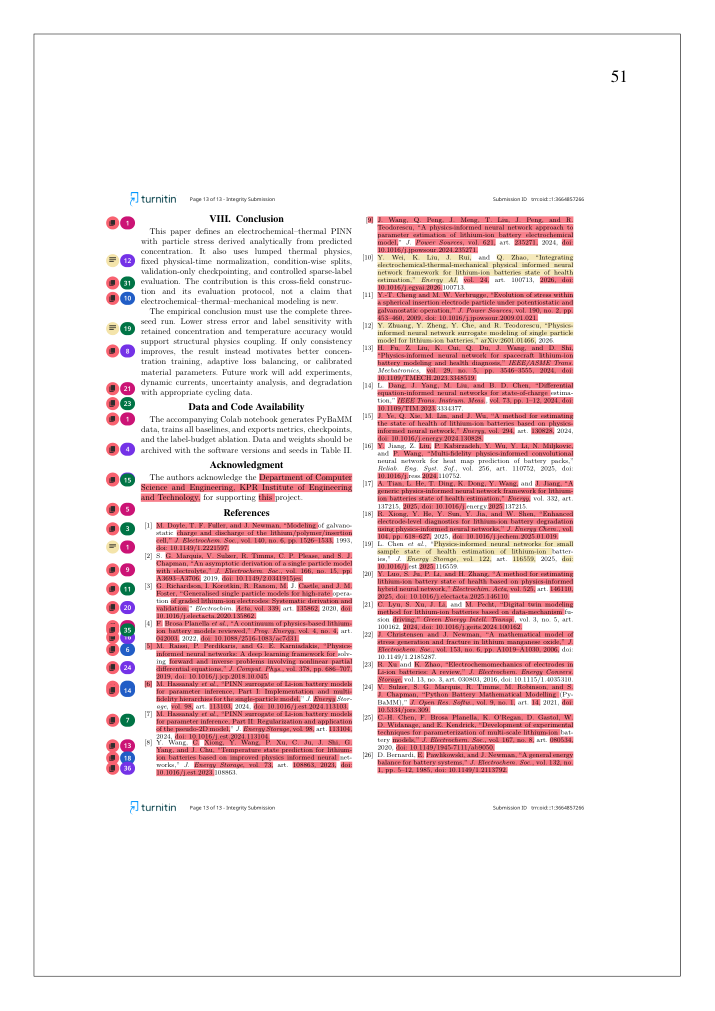 51
turnitin Page 13 of 13 - Integrity Submission Submission ID trn:oid:::1:3664857266
VIII. Conclusion
This paper defines an electrochemical–thermal PINN
with particle stress derived analytically from predicted
concentration. It also uses lumped thermal physics,
fixed physical-time normalization, condition-wise splits,
validation-only checkpointing, and controlled sparse-label
evaluation. The contribution is this cross-field construc-
tion and its evaluation protocol, not a claim that
electrochemical–thermal–mechanical modeling is new.
The empirical conclusion must use the complete three-
seed run. Lower stress error and label sensitivity with
retained concentration and temperature accuracy would
support structural physics coupling. If only consistency
improves, the result instead motivates better concen-
tration training, adaptive loss balancing, or calibrated
material parameters. Future work will add experiments,
dynamic currents, uncertainty analysis, and degradation
with appropriate cycling data.
Data and Code Availability
The accompanying Colab notebook generates PyBaMM
data, trains all baselines, and exports metrics, checkpoints,
and the label-budget ablation. Data and weights should be
archived with the software versions and seeds in Table II.
Acknowledgment
The authors acknowledge the Department of Computer
Science and Engineering, KPR Institute of Engineering
and Technology, for supporting this project.
References
[1] M. Doyle, T. F. Fuller, and J. Newman, “Modeling of galvano-
static charge and discharge of the lithium/polymer/insertion
cell,” J. Electrochem. Soc., vol. 140, no. 6, pp. 1526–1533, 1993,
doi: 10.1149/1.2221597.
[2] S. G. Marquis, V. Sulzer, R. Timms, C. P. Please, and S. J.
Chapman, “An asymptotic derivation of a single particle model
with electrolyte,” J. Electrochem. Soc., vol. 166, no. 15, pp.
A3693–A3706, 2019, doi: 10.1149/2.0341915jes.
[3] G. Richardson, I. Korotkin, R. Ranom, M. Castle, and J. M.
Foster, “Generalised single particle models for high-rate opera-
tion of graded lithium-ion electrodes: Systematic derivation and
validation,” Electrochim. Acta, vol. 339, art. 135862, 2020, doi:
10.1016/j.electacta.2020.135862.
[4] F. Brosa Planella et al., “A continuum of physics-based lithium-
ion battery models reviewed,” Prog. Energy, vol. 4, no. 4, art.
042003, 2022, doi: 10.1088/2516-1083/ac7d31.
[5] M. Raissi, P. Perdikaris, and G. E. Karniadakis, “Physics-
informed neural networks: A deep learning framework for solv-
ing forward and inverse problems involving nonlinear partial
differential equations,” J. Comput. Phys., vol. 378, pp. 686–707,
2019, doi: 10.1016/j.jcp.2018.10.045.
[6] M. Hassanaly et al., “PINN surrogate of Li-ion battery models
for parameter inference, Part I: Implementation and multi-
fidelity hierarchies for the single-particle model,” J. Energy Stor-
age, vol. 98, art. 113103, 2024, doi: 10.1016/j.est.2024.113103.
[7] M. Hassanaly et al., “PINN surrogate of Li-ion battery models
for parameter inference, Part II: Regularization and application
of the pseudo-2D model,” J. Energy Storage, vol. 98, art. 113104,
2024, doi: 10.1016/j.est.2024.113104.
[8] Y. Wang, C. Xiong, Y. Wang, P. Xu, C. Ju, J. Shi, G.
Yang, and J. Chu, “Temperature state prediction for lithium-
ion batteries based on improved physics informed neural net-
works,” J. Energy Storage, vol. 73, art. 108863, 2023, doi:
10.1016/j.est.2023.108863.
[9] J. Wang, Q. Peng, J. Meng, T. Liu, J. Peng, and R.
Teodorescu, “A physics-informed neural network approach to
parameter estimation of lithium-ion battery electrochemical
model,” J. Power Sources, vol. 621, art. 235271, 2024, doi:
10.1016/j.jpowsour.2024.235271.
[10] Y. Wei, K. Liu, J. Rui, and Q. Zhao, “Integrating
electrochemical-thermal-mechanical physical informed neural
network framework for lithium-ion batteries state of health
estimation,” Energy AI, vol. 24, art. 100713, 2026, doi:
10.1016/j.egyai.2026.100713.
[11] Y.-T. Cheng and M. W. Verbrugge, “Evolution of stress within
a spherical insertion electrode particle under potentiostatic and
galvanostatic operation,” J. Power Sources, vol. 190, no. 2, pp.
453–460, 2009, doi: 10.1016/j.jpowsour.2009.01.021.
[12] Y. Zhuang, Y. Zheng, Y. Che, and R. Teodorescu, “Physics-
informed neural network surrogate modeling of single particle
model for lithium-ion batteries,” arXiv:2601.01466, 2026.
[13] H. Fu, Z. Liu, K. Cui, Q. Du, J. Wang, and D. Shi,
“Physics-informed neural network for spacecraft lithium-ion
battery modeling and health diagnosis,” IEEE/ASME Trans.
Mechatronics, vol. 29, no. 5, pp. 3546–3555, 2024, doi:
10.1109/TMECH.2023.3348519.
[14] L. Dang, J. Yang, M. Liu, and B. D. Chen, “Differential
equation-informed neural networks for state-of-charge estima-
tion,” IEEE Trans. Instrum. Meas., vol. 73, pp. 1–12, 2024, doi:
10.1109/TIM.2023.3334377.
[15] J. Ye, Q. Xie, M. Lin, and J. Wu, “A method for estimating
the state of health of lithium-ion batteries based on physics-
informed neural network,” Energy, vol. 294, art. 130828, 2024,
doi: 10.1016/j.energy.2024.130828.
[16] Y. Jiang, Z. Liu, P. Kabirzadeh, Y. Wu, Y. Li, N. Miljkovic,
and P. Wang, “Multi-fidelity physics-informed convolutional
neural network for heat map prediction of battery packs,”
Reliab. Eng. Syst. Saf., vol. 256, art. 110752, 2025, doi:
10.1016/j.ress.2024.110752.
[17] A. Tian, L. He, T. Ding, K. Dong, Y. Wang, and J. Jiang, “A
generic physics-informed neural network framework for lithium-
ion batteries state of health estimation,” Energy, vol. 332, art.
137215, 2025, doi: 10.1016/j.energy.2025.137215.
[18] R. Xiong, Y. He, Y. Sun, Y. Jia, and W. Shen, “Enhanced
electrode-level diagnostics for lithium-ion battery degradation
using physics-informed neural networks,” J. Energy Chem., vol.
104, pp. 618–627, 2025, doi: 10.1016/j.jechem.2025.01.019.
[19] L. Chen et al., “Physics-informed neural networks for small
sample state of health estimation of lithium-ion batter-
ies,” J. Energy Storage, vol. 122, art. 116559, 2025, doi:
10.1016/j.est.2025.116559.
[20] Y. Luo, S. Ju, P. Li, and H. Zhang, “A method for estimating
lithium-ion battery state of health based on physics-informed
hybrid neural network,” Electrochim. Acta, vol. 525, art. 146110,
2025, doi: 10.1016/j.electacta.2025.146110.
[21] C. Lyu, S. Xu, J. Li, and M. Pecht, “Digital twin modeling
method for lithium-ion batteries based on data-mechanism fu-
sion driving,” Green Energy Intell. Transp., vol. 3, no. 5, art.
100162, 2024, doi: 10.1016/j.geits.2024.100162.
[22] J. Christensen and J. Newman, “A mathematical model of
stress generation and fracture in lithium manganese oxide,” J.
Electrochem. Soc., vol. 153, no. 6, pp. A1019–A1030, 2006, doi:
10.1149/1.2185287.
[23] R. Xu and K. Zhao, “Electrochemomechanics of electrodes in
Li-ion batteries: A review,” J. Electrochem. Energy Convers.
Storage, vol. 13, no. 3, art. 030803, 2016, doi: 10.1115/1.4035310.
[24] V. Sulzer, S. G. Marquis, R. Timms, M. Robinson, and S.
J. Chapman, “Python Battery Mathematical Modelling (Py-
BaMM),” J. Open Res. Softw., vol. 9, no. 1, art. 14, 2021, doi:
10.5334/jors.309.
[25] C.-H. Chen, F. Brosa Planella, K. O’Regan, D. Gastol, W.
D. Widanage, and E. Kendrick, “Development of experimental
techniques for parameterization of multi-scale lithium-ion bat-
tery models,” J. Electrochem. Soc., vol. 167, no. 8, art. 080534,
2020, doi: 10.1149/1945-7111/ab9050.
[26] D. Bernardi, E. Pawlikowski, and J. Newman, “A general energy
balance for battery systems,” J. Electrochem. Soc., vol. 132, no.
1, pp. 5–12, 1985, doi: 10.1149/1.2113792.
1
12
31
10
19
8
21
23
1
4
15
5
3
1
9
11
20
35
6
24
14
7
13
18
36
turnitin Page 13 of 13 - Integrity Submission Submission ID trn:oid:::1:3664857266